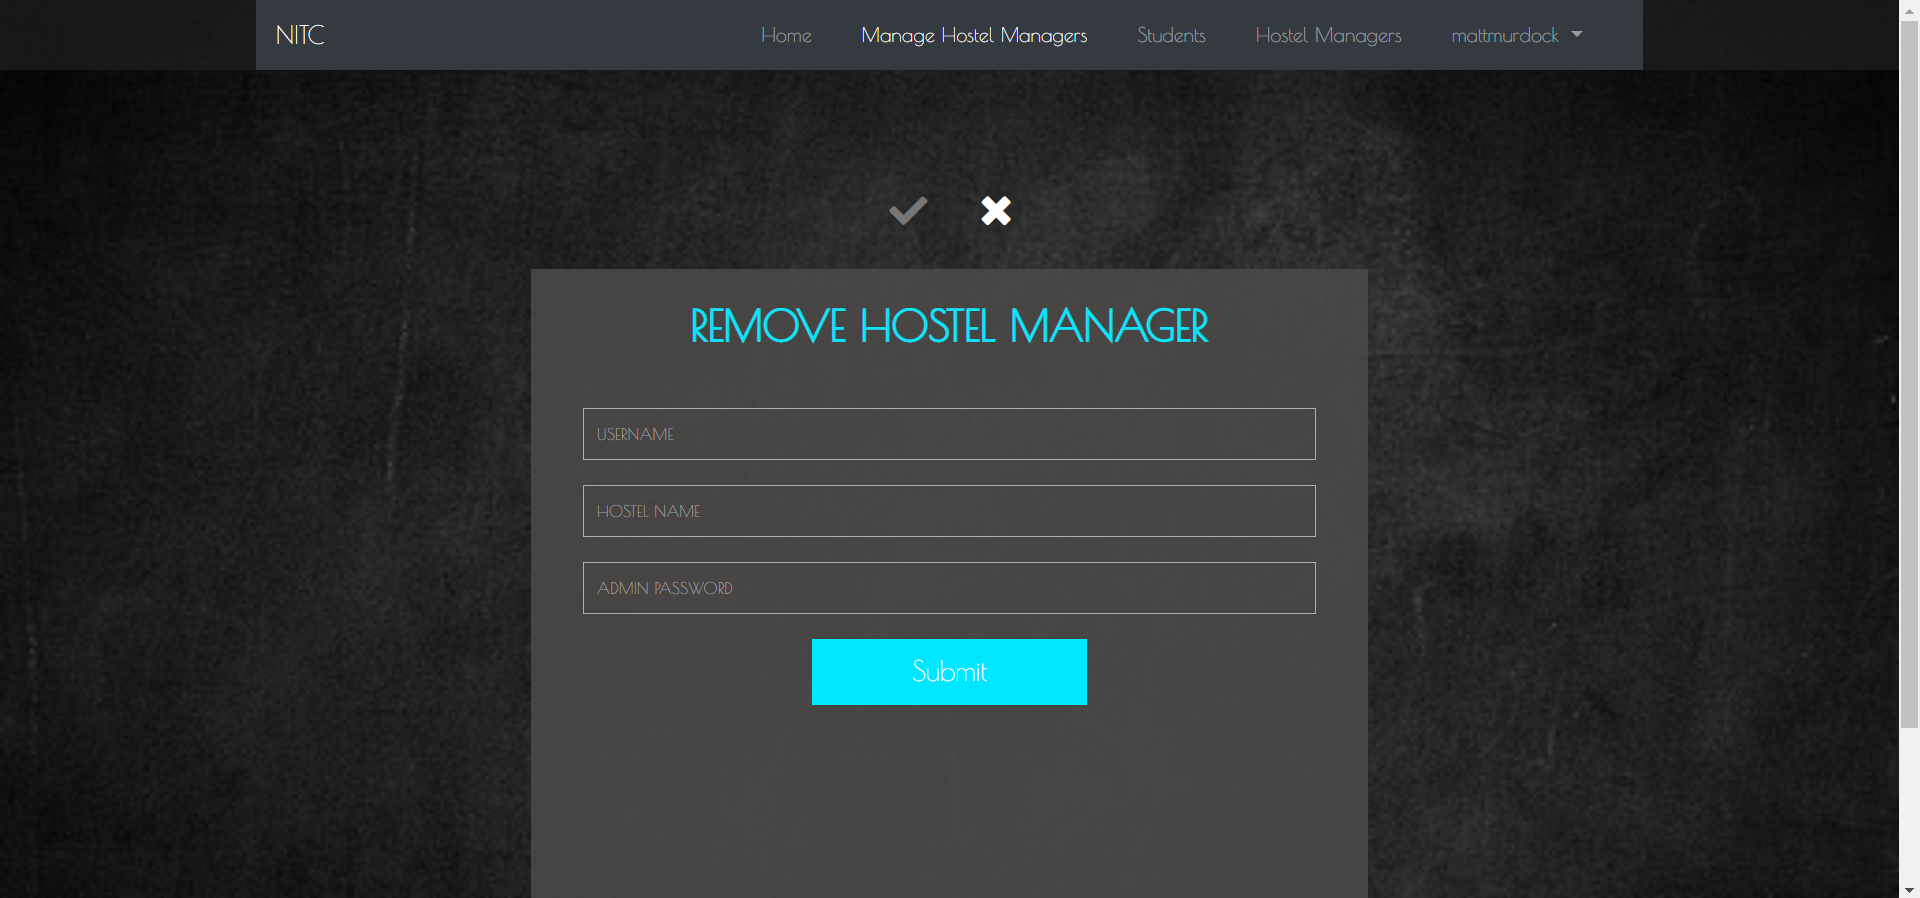 NITC Home Manage Hostel Managers Students Hostel Managers mattmurdock
REMOVE HOSTEL MANAGER
USERNAME
HOSTEL NAME
ADMIN PASSWORD
Submit